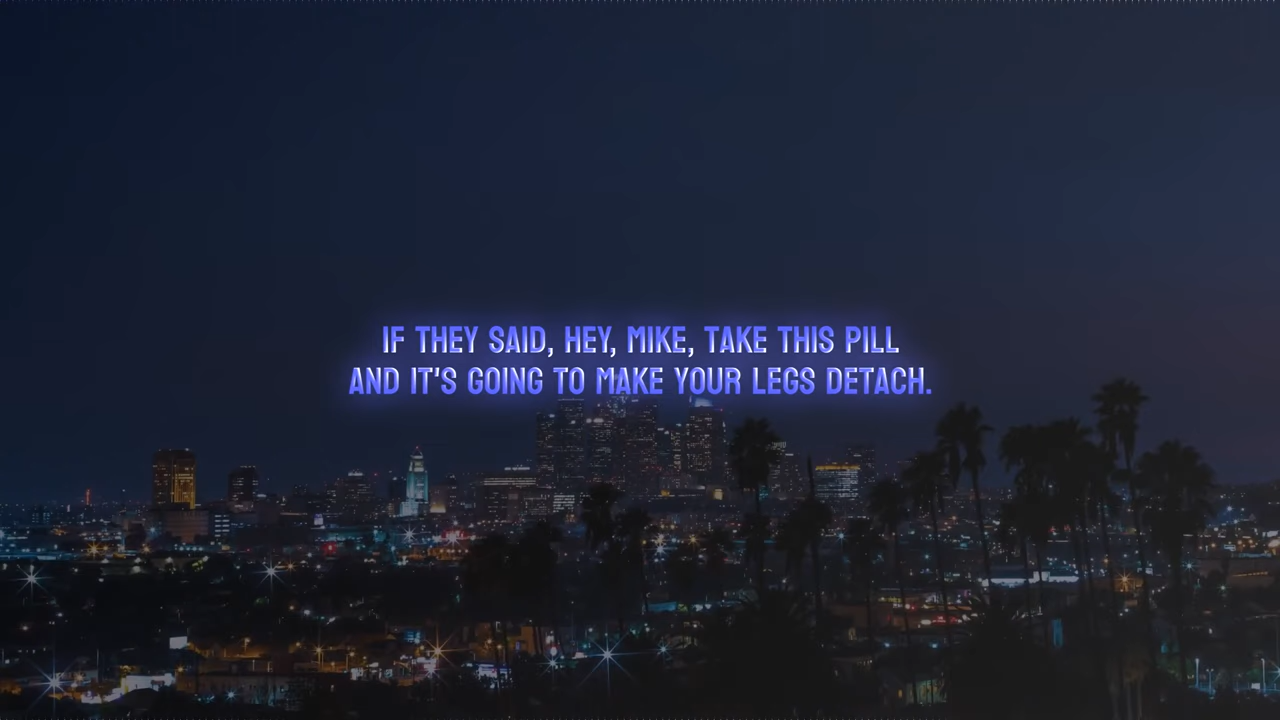 IF THEY SAID, HEY, MIKE, TAKE THIS PILL
AND IT'S GOING TO MAKE YOUR LEGS DETACH.